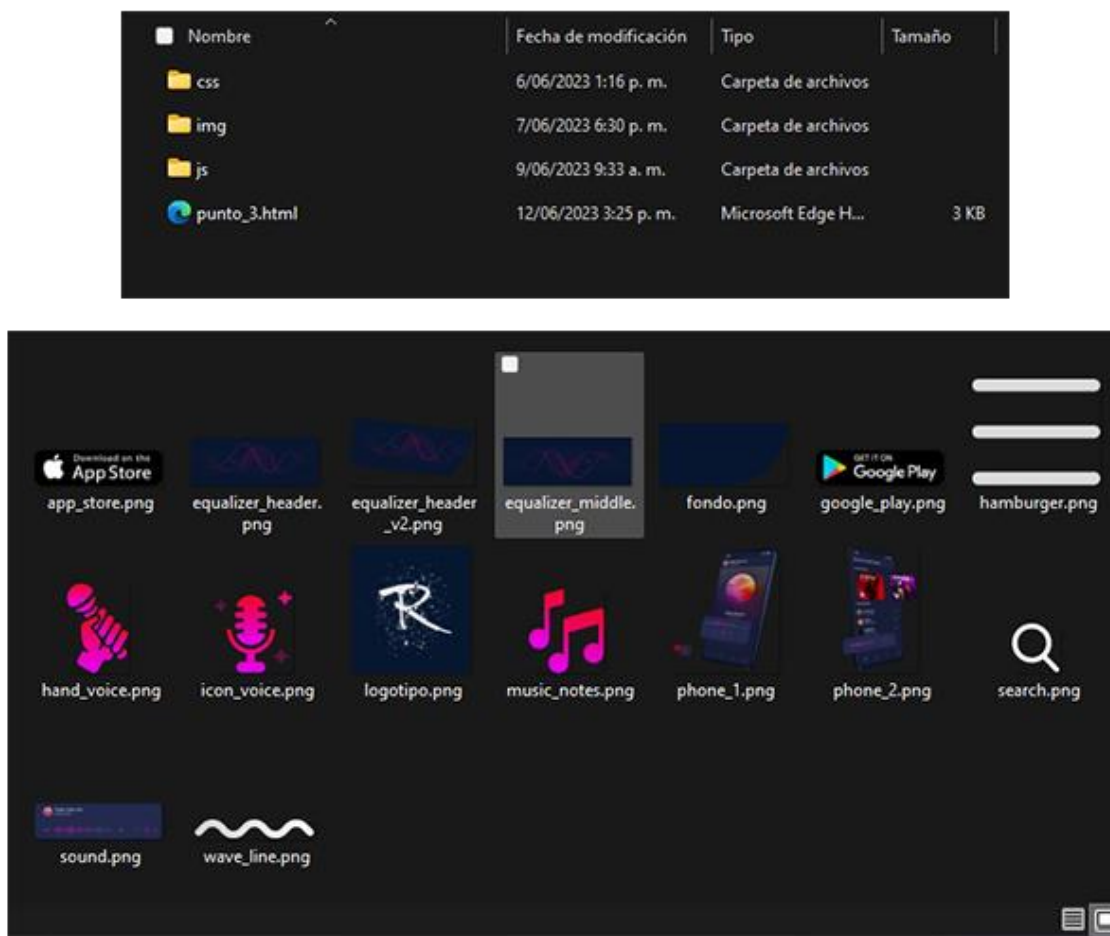 Nombre Fecha de modificación Tipo Tamaño
css 6/06/2023 1:16 p. m. Carpeta de archivos
img 7/06/2023 6:30 p. m. Carpeta de archivos
js 9/06/2023 9:33 a. m. Carpeta de archivos
punto_3.html 12/06/2023 3:25 p. m. Microsoft Edge H... 3 KB
Download on the
App Store
GET IT ON
Google Play
app_store.png equalizer_header.png equalizer_header_v2.png equalizer_middle.png fondo.png google_play.png hamburger.png
R
hand_voice.png icon_voice.png logotipo.png music_notes.png phone_1.png phone_2.png search.png
sound.png wave_line.png